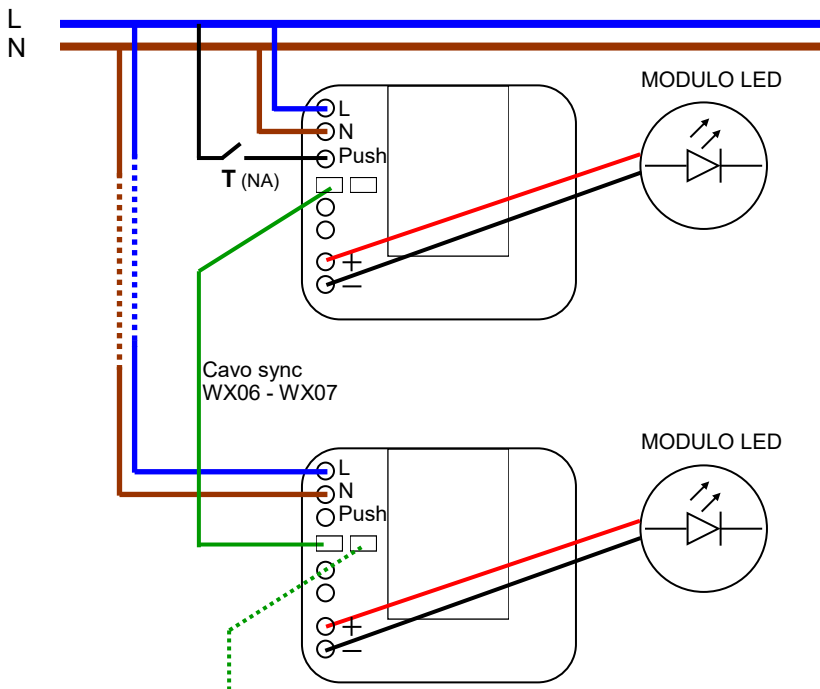 L
N
MODULO LED
L
N
Push
T (NA)
+
−
Cavo sync
WX06 - WX07
MODULO LED
L
N
Push
+
−